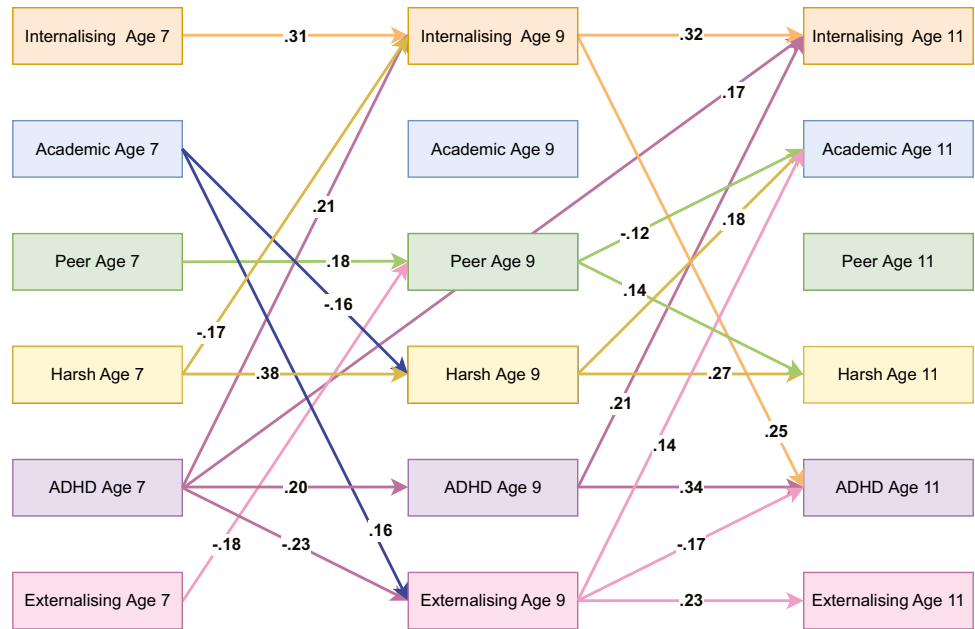 Internalising Age 7
.31
Internalising Age 9
.32
Internalising Age 11
.17
Academic Age 7
Academic Age 9
Academic Age 11
.21
.18
-.12
Peer Age 7
.18
Peer Age 9
Peer Age 11
-.16
.14
-.17
Harsh Age 7
.38
Harsh Age 9
.27
Harsh Age 11
.21
.14
.25
ADHD Age 7
.20
ADHD Age 9
.34
ADHD Age 11
.16
-.18
-.23
-.17
Externalising Age 7
Externalising Age 9
.23
Externalising Age 11